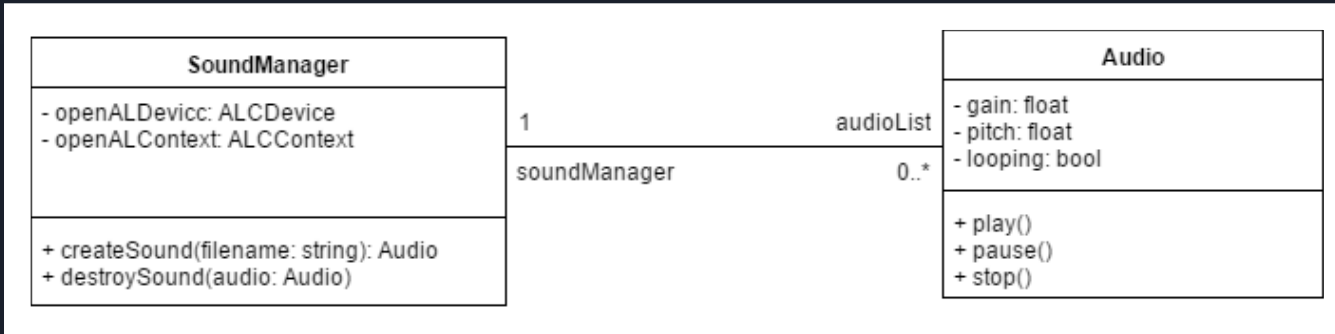 SoundManager
- openALDevicc: ALCDevice
- openALContext: ALCContext
+ createSound(filename: string): Audio
+ destroySound(audio: Audio)
1
soundManager
audioList
0..*
Audio
- gain: float
- pitch: float
- looping: bool
+ play()
+ pause()
+ stop()